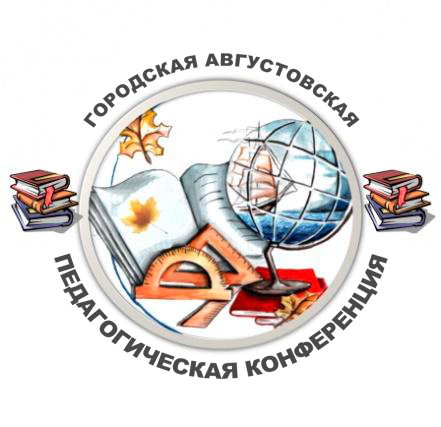 ГОРОДСКАЯ АВГУСТОВСКАЯ
ПЕДАГОГИЧЕСКАЯ КОНФЕРЕНЦИЯ